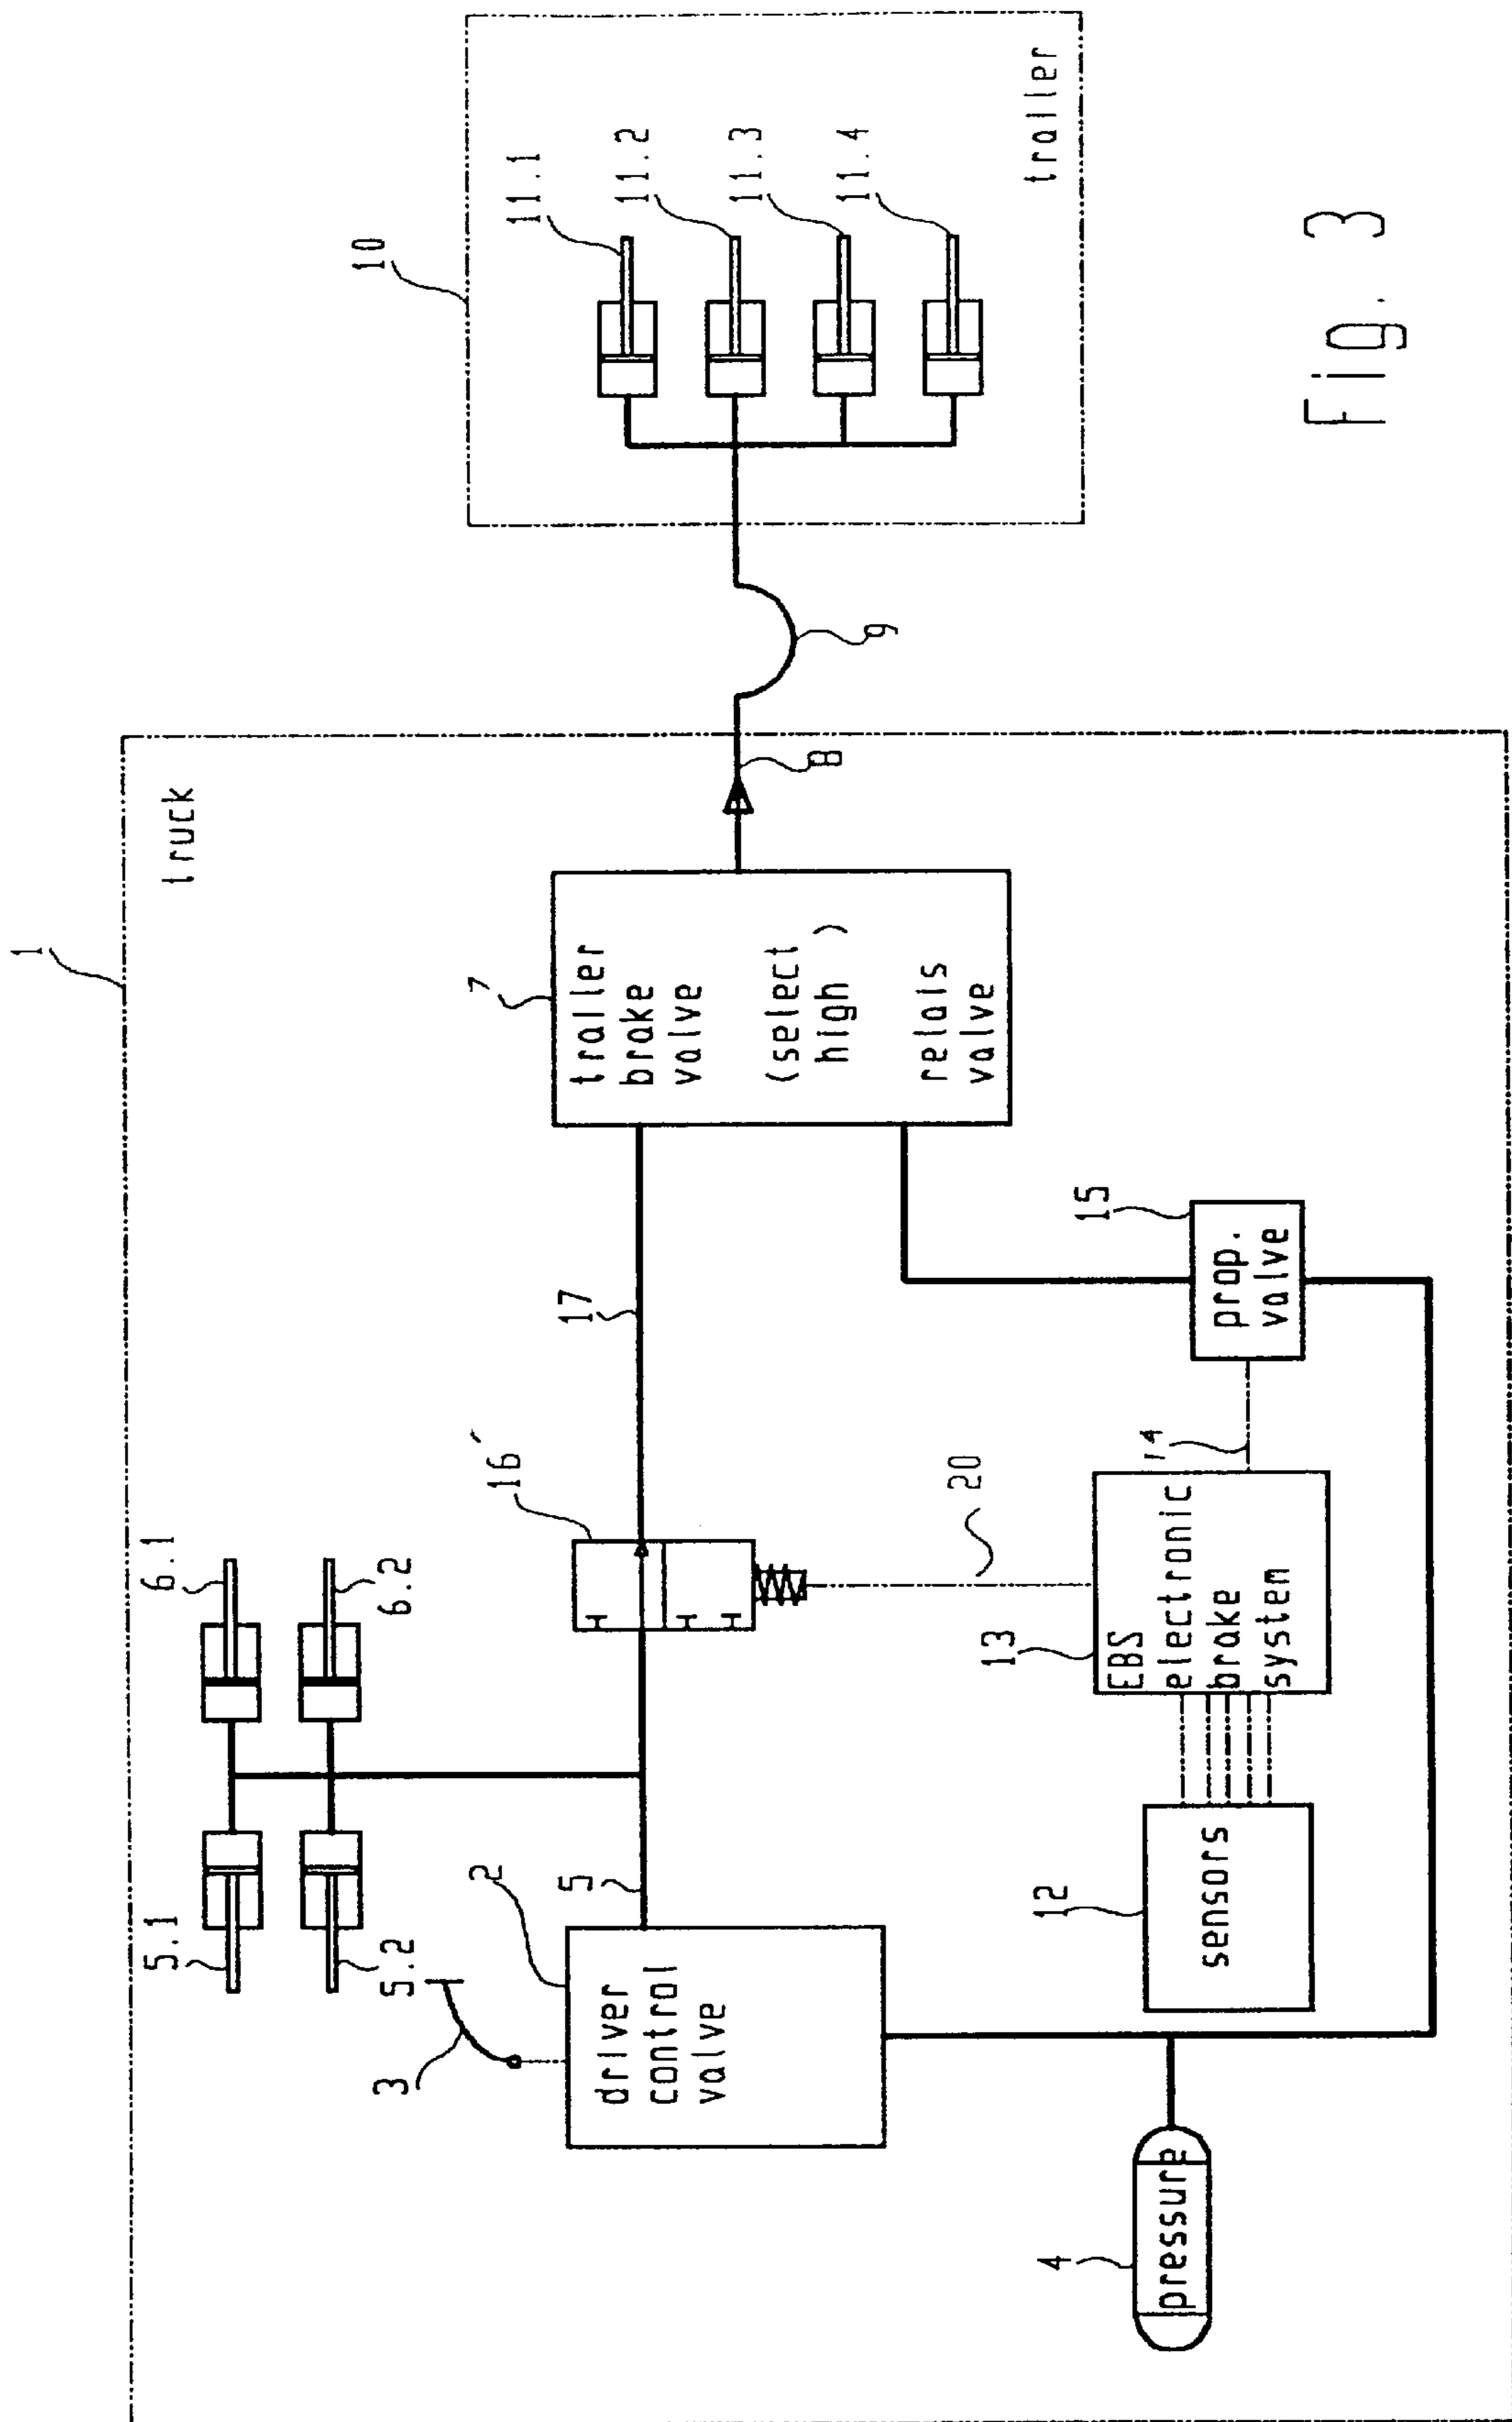 1
truck
trailer
10
11.1
11.2
11.3
11.4
5.1
5.2
6.1
6.2
3
2
driver
control
valve
5
16´
17
7
trailer
brake
valve
(select
high )
relais
valve
8
9
20
4
pressure
12
sensors
13
EBS
electronic
brake
system
14
15
prop.
valve
Fig. 3